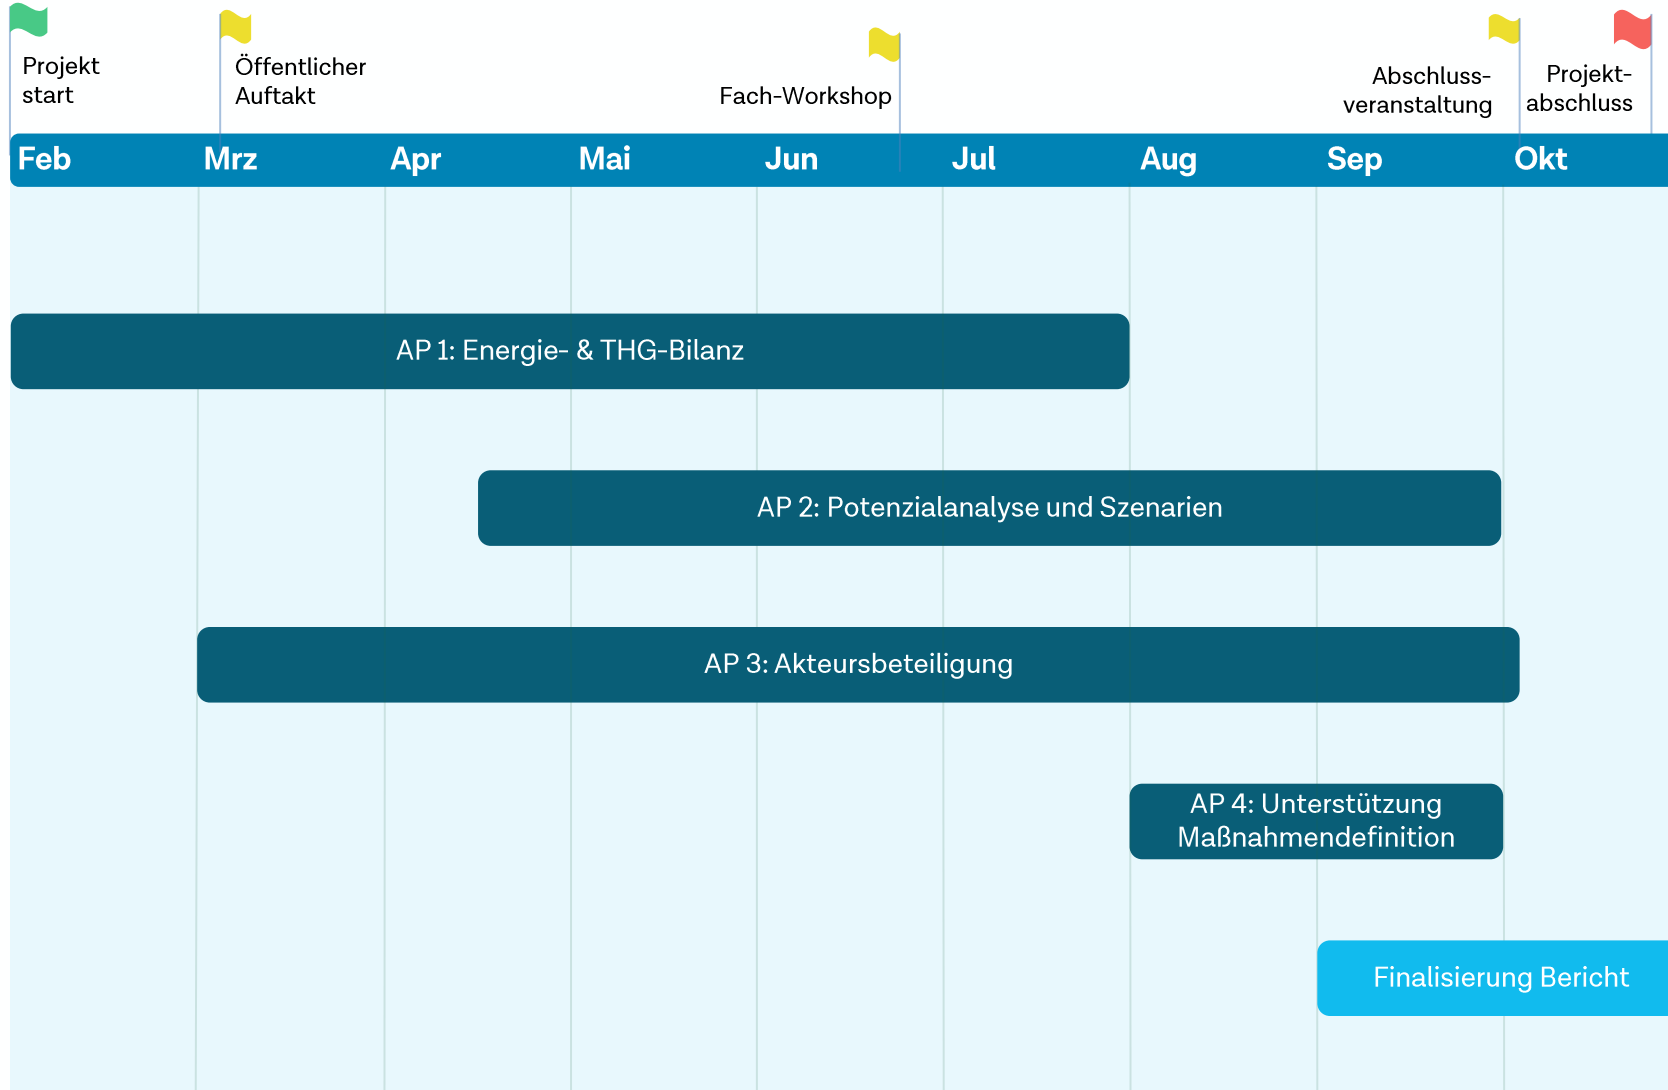 Projekt
start
Öffentlicher
Auftakt
Fach-Workshop
Abschluss-
veranstaltung
Projekt-
abschluss
Feb Mrz Apr Mai Jun Jul Aug Sep Okt
AP 1: Energie- & THG-Bilanz
AP 2: Potenzialanalyse und Szenarien
AP 3: Akteursbeteiligung
AP 4: Unterstützung
Maßnahmendefinition
Finalisierung Bericht